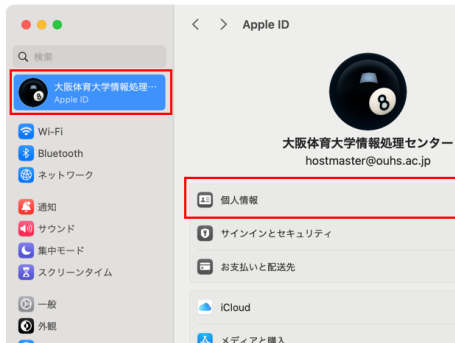 Apple ID
検索
大阪体育大学情報処理…
Apple ID
Wi-Fi
Bluetooth
ネットワーク
通知
サウンド
集中モード
スクリーンタイム
一般
外観
8
大阪体育大学情報処理センター
hostmaster@ouhs.ac.jp
個人情報
サインインとセキュリティ
お支払いと配送先
iCloud
メディアと購入